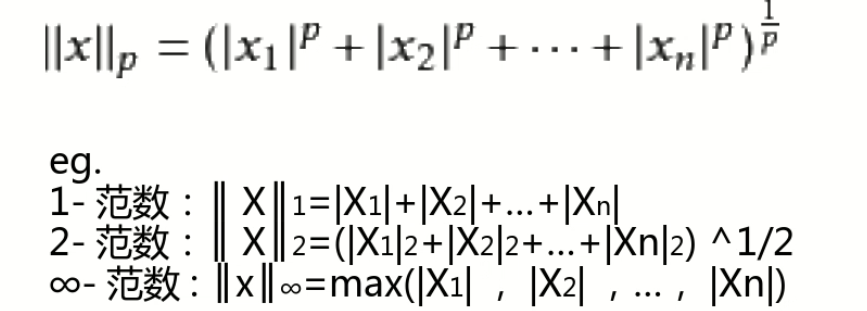 ‖x‖ₚ = (|x₁|ᵖ + |x₂|ᵖ + ⋯ + |xₙ|ᵖ)^(1/p)
eg.
1- 范数：‖ X‖₁=|X₁|+|X₂|+...+|Xₙ|
2- 范数：‖ X‖₂=(|X₁|₂+|X₂|₂+...+|Xn|₂) ^1/2
∞- 范数：‖x‖∞=max(|X₁| ，|X₂| ，... ，|Xn|)